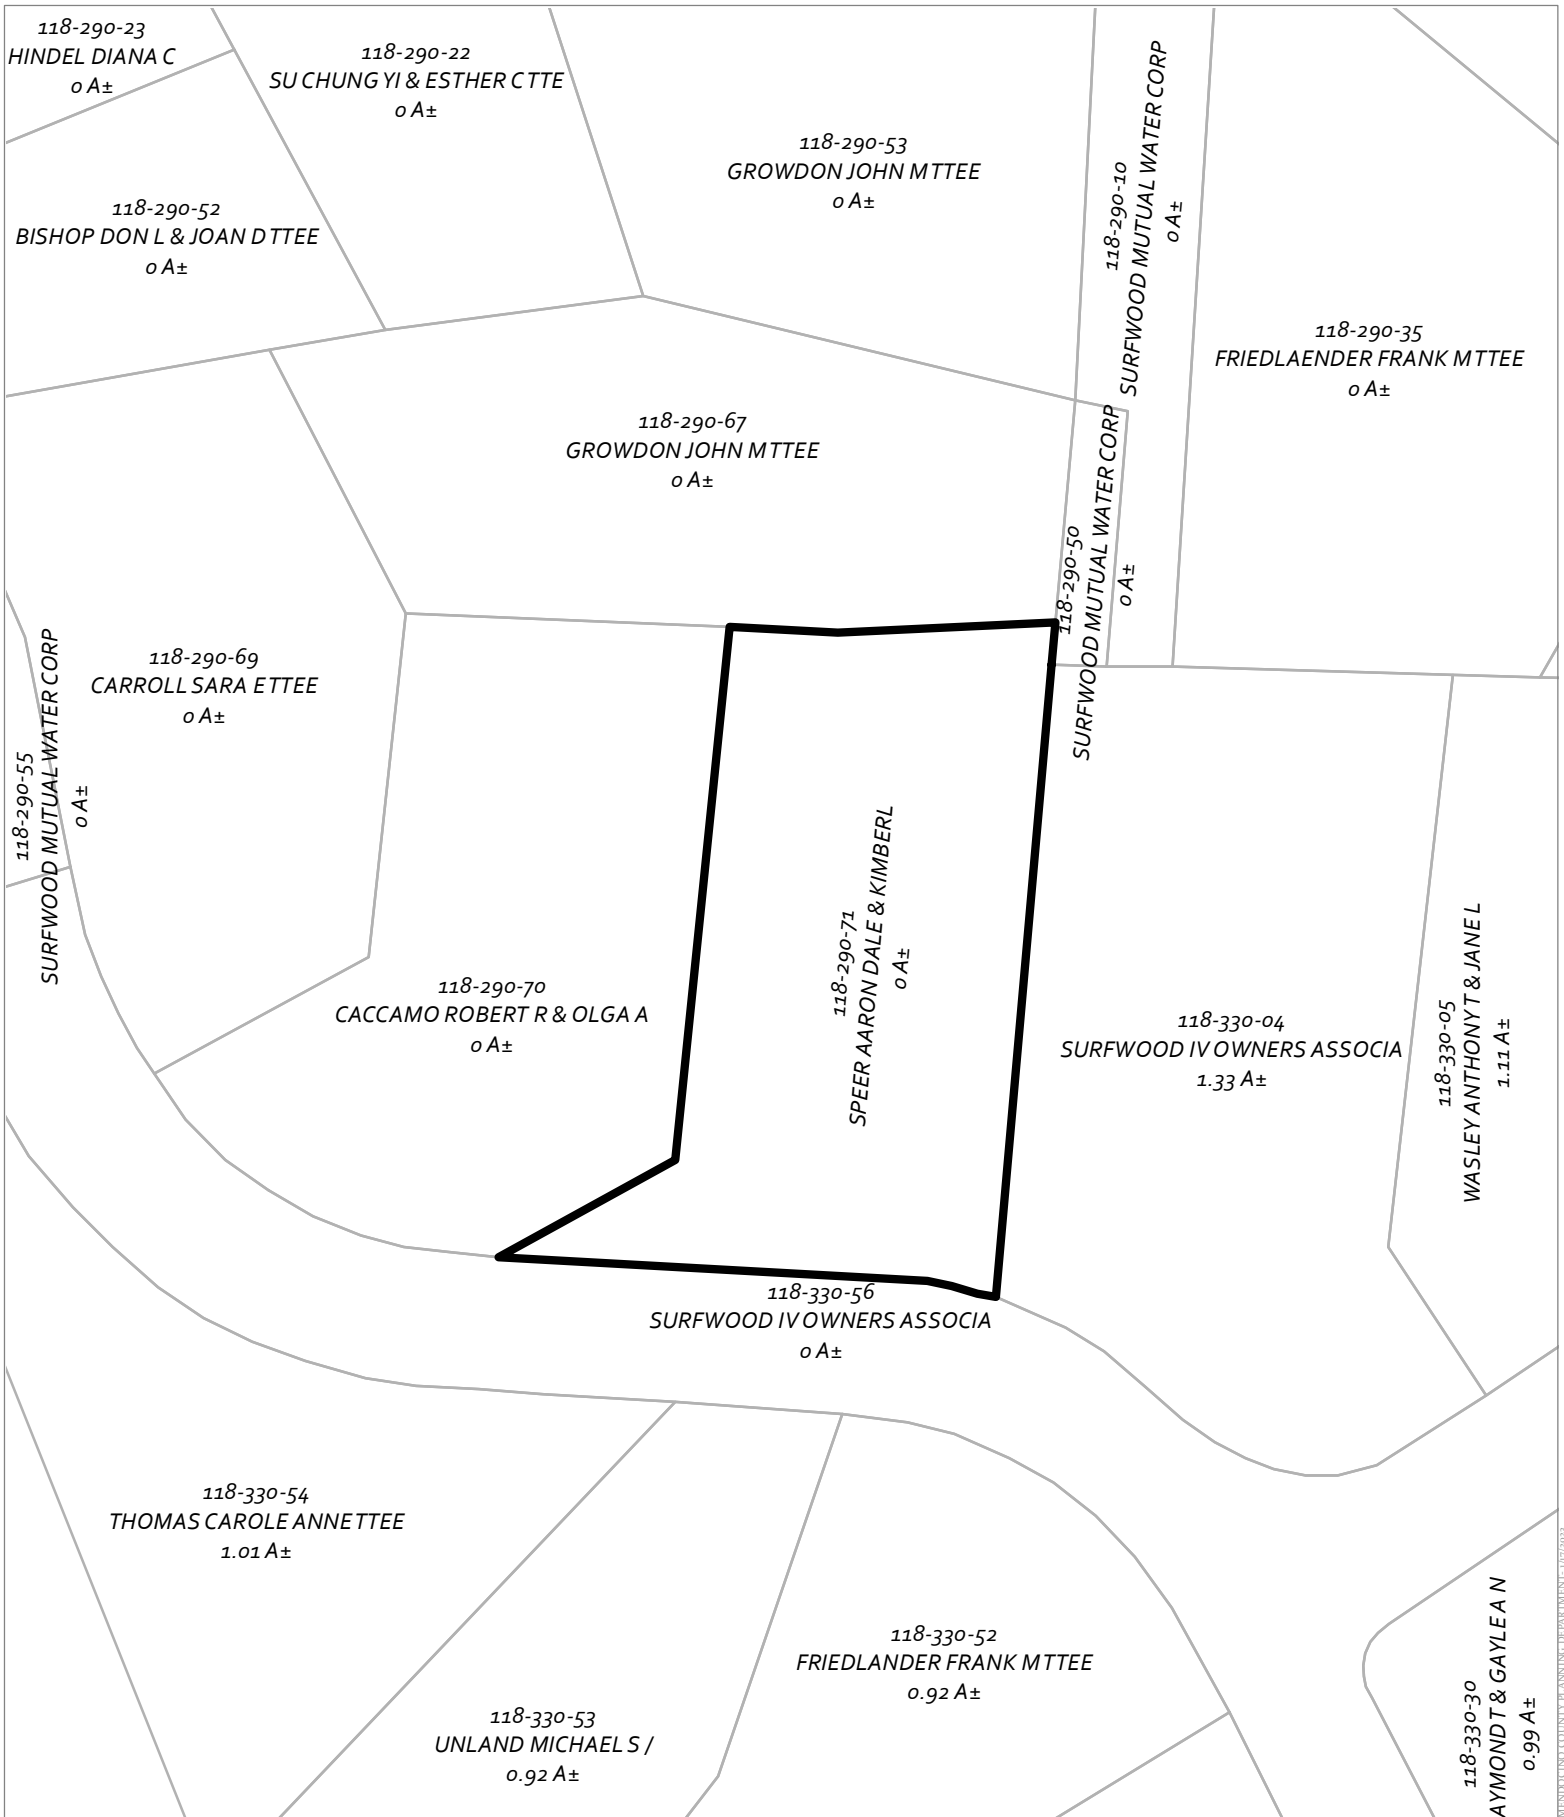 118-290-23
HINDEL DIANA C
0 A±
118-290-22
SU CHUNG YI & ESTHER C TTE
0 A±
118-290-53
GROWDON JOHN M TTEE
0 A±
118-290-10
SURFWOOD MUTUAL WATER CORP
0 A±
118-290-52
BISHOP DON L & JOAN D TTEE
0 A±
118-290-35
FRIEDLAENDER FRANK M TTEE
0 A±
118-290-67
GROWDON JOHN M TTEE
0 A±
118-290-50
SURFWOOD MUTUAL WATER CORP
0 A±
118-290-69
CARROLL SARA E TTEE
0 A±
118-290-55
SURFWOOD MUTUAL WATER CORP
0 A±
118-290-71
SPEER AARON DALE & KIMBERL
0 A±
118-290-70
CACCAMO ROBERT R & OLGA A
0 A±
118-330-04
SURFWOOD IV OWNERS ASSOCIA
1.33 A±
118-330-05
WASLEY ANTHONY T & JANE L
1.11 A±
118-330-56
SURFWOOD IV OWNERS ASSOCIA
0 A±
118-330-54
THOMAS CAROLE ANNE TTEE
1.01 A±
118-330-52
FRIEDLANDER FRANK M TTEE
0.92 A±
118-330-53
UNLAND MICHAEL S /
0.92 A±
118-330-30
AYMOND T & GAYLEA N
0.99 A±
MENDOCINO COUNTY PLANNING DEPARTMENT-